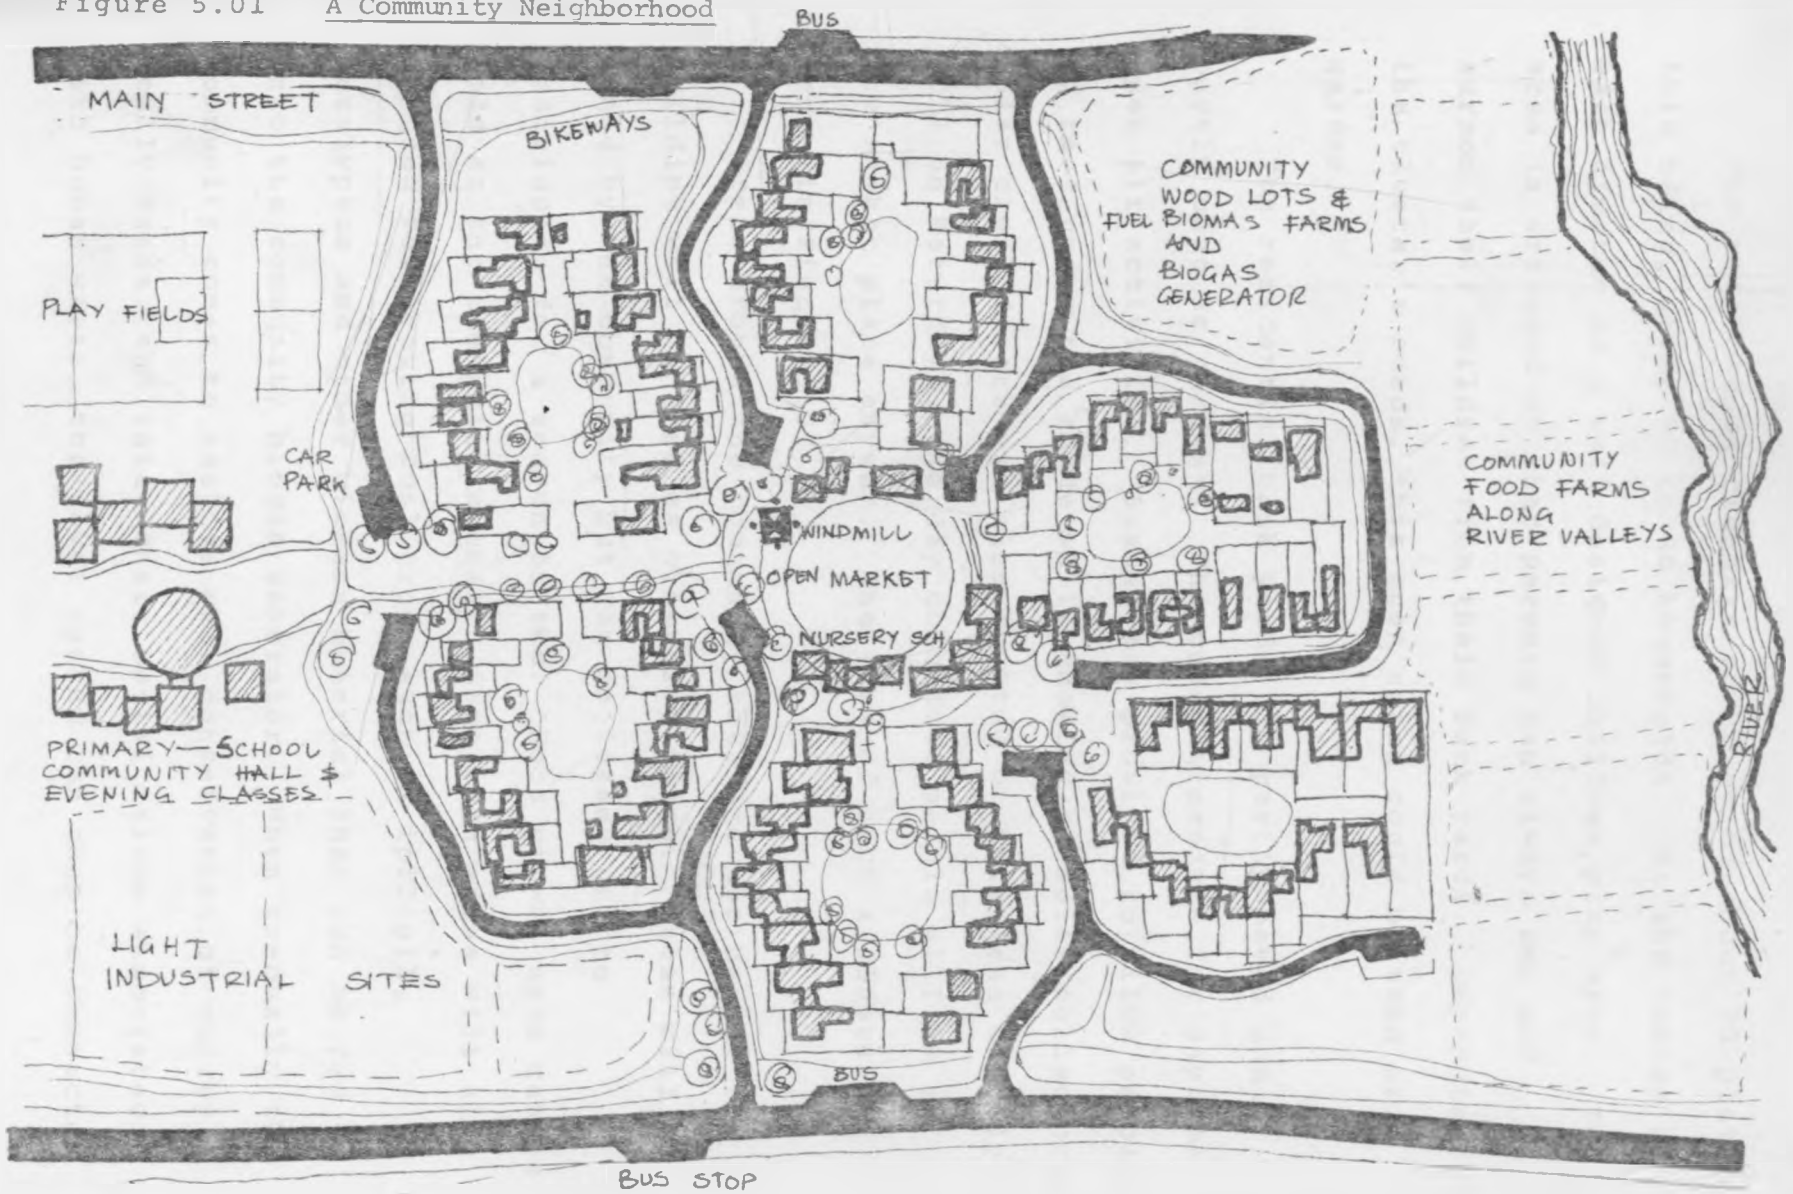 Figure 5.01 A Community Neighborhood
BUS
MAIN STREET
BIKEWAYS
COMMUNITY
WOOD LOTS &
FUEL BIOMAS FARMS
AND
BIOGAS
GENERATOR
PLAY FIELDS
CAR
PARK
COMMUNITY
FOOD FARMS
ALONG
RIVER VALLEYS
WINDMILL
OPEN MARKET
NURSERY SCH
RIVER
PRIMARY—SCHOOL
COMMUNITY HALL &
EVENING CLASSES
LIGHT
INDUSTRIAL SITES
BUS
BUS STOP